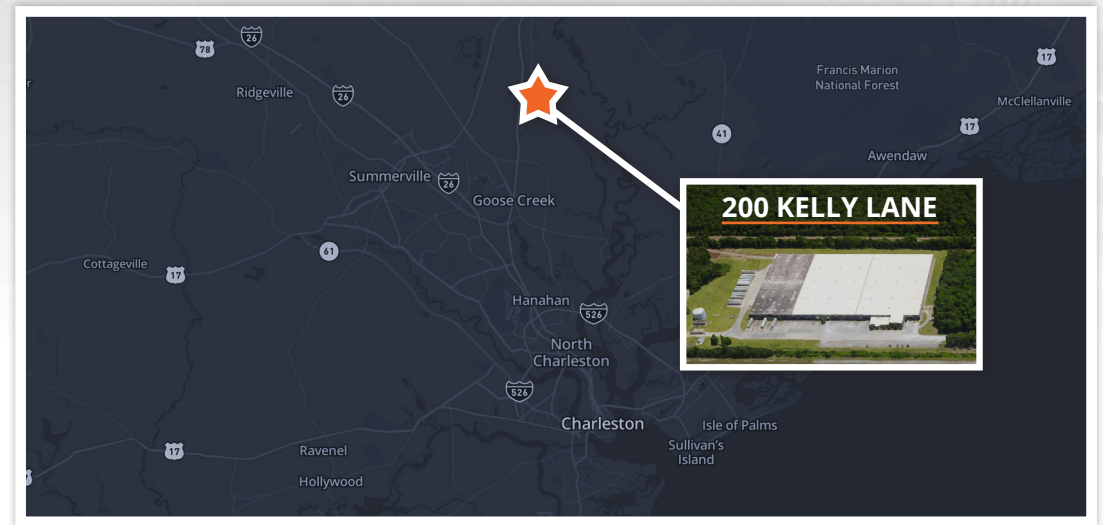 26
78
17
Ridgeville
26
Francis Marion
National Forest
McClellanville
17
41
Awendaw
Summerville
26
Goose Creek
200 KELLY LANE
61
Cottageville
17
Hanahan
526
North
Charleston
526
Charleston
Isle of Palms
Sullivan's
Island
17
Ravenel
Hollywood